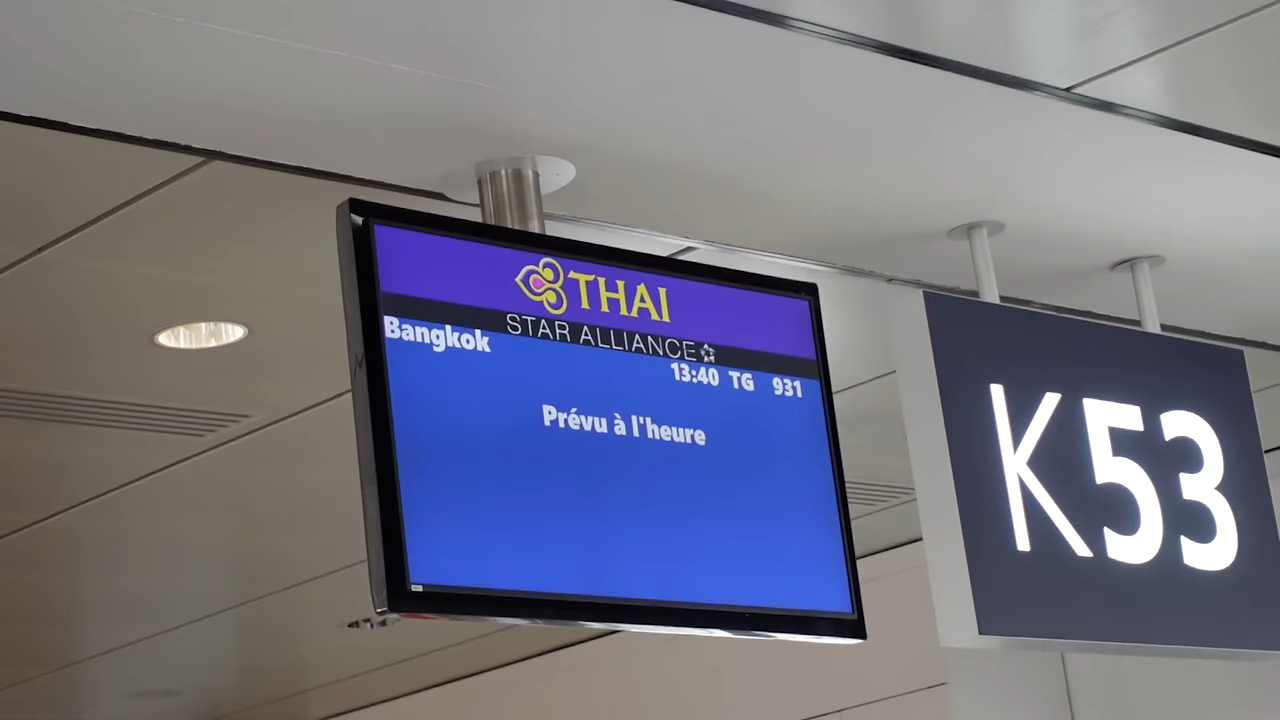 THAI
STAR ALLIANCE
Bangkok
13:40 TG 931
Prévu à l'heure
K53